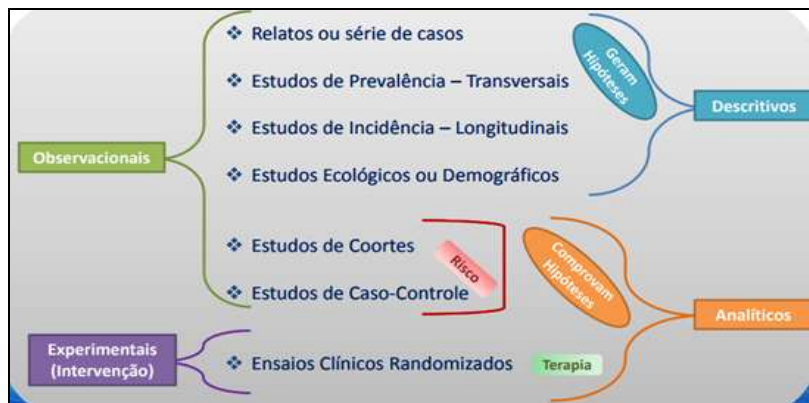 ❖ Relatos ou série de casos
❖ Estudos de Prevalência – Transversais
❖ Estudos de Incidência – Longitudinais
❖ Estudos Ecológicos ou Demográficos
❖ Estudos de Coortes
❖ Estudos de Caso-Controle
❖ Ensaios Clínicos Randomizados
Observacionais
Experimentais
(Intervenção)
Geram
Hipóteses
Descritivos
Risco
Comprovam
Hipóteses
Analíticos
Terapia